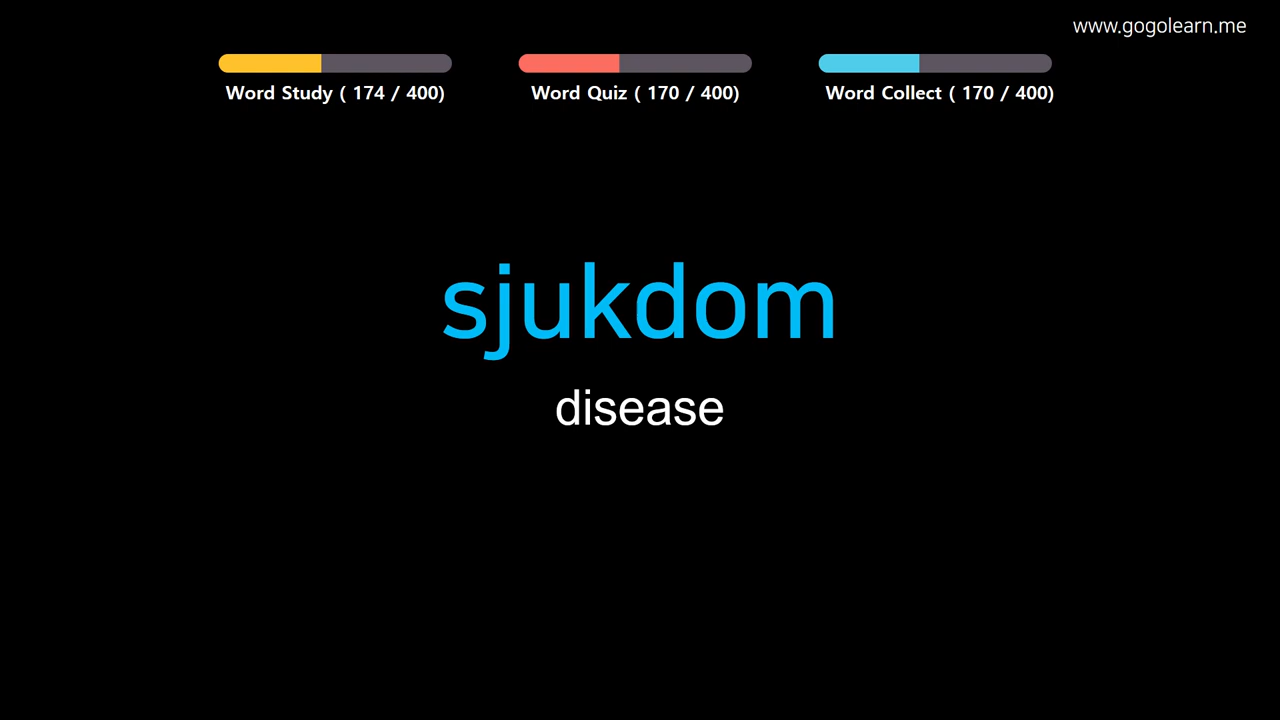 www.gogolearn.me
Word Study ( 174 / 400)
Word Quiz ( 170 / 400)
Word Collect ( 170 / 400)
sjukdom
disease